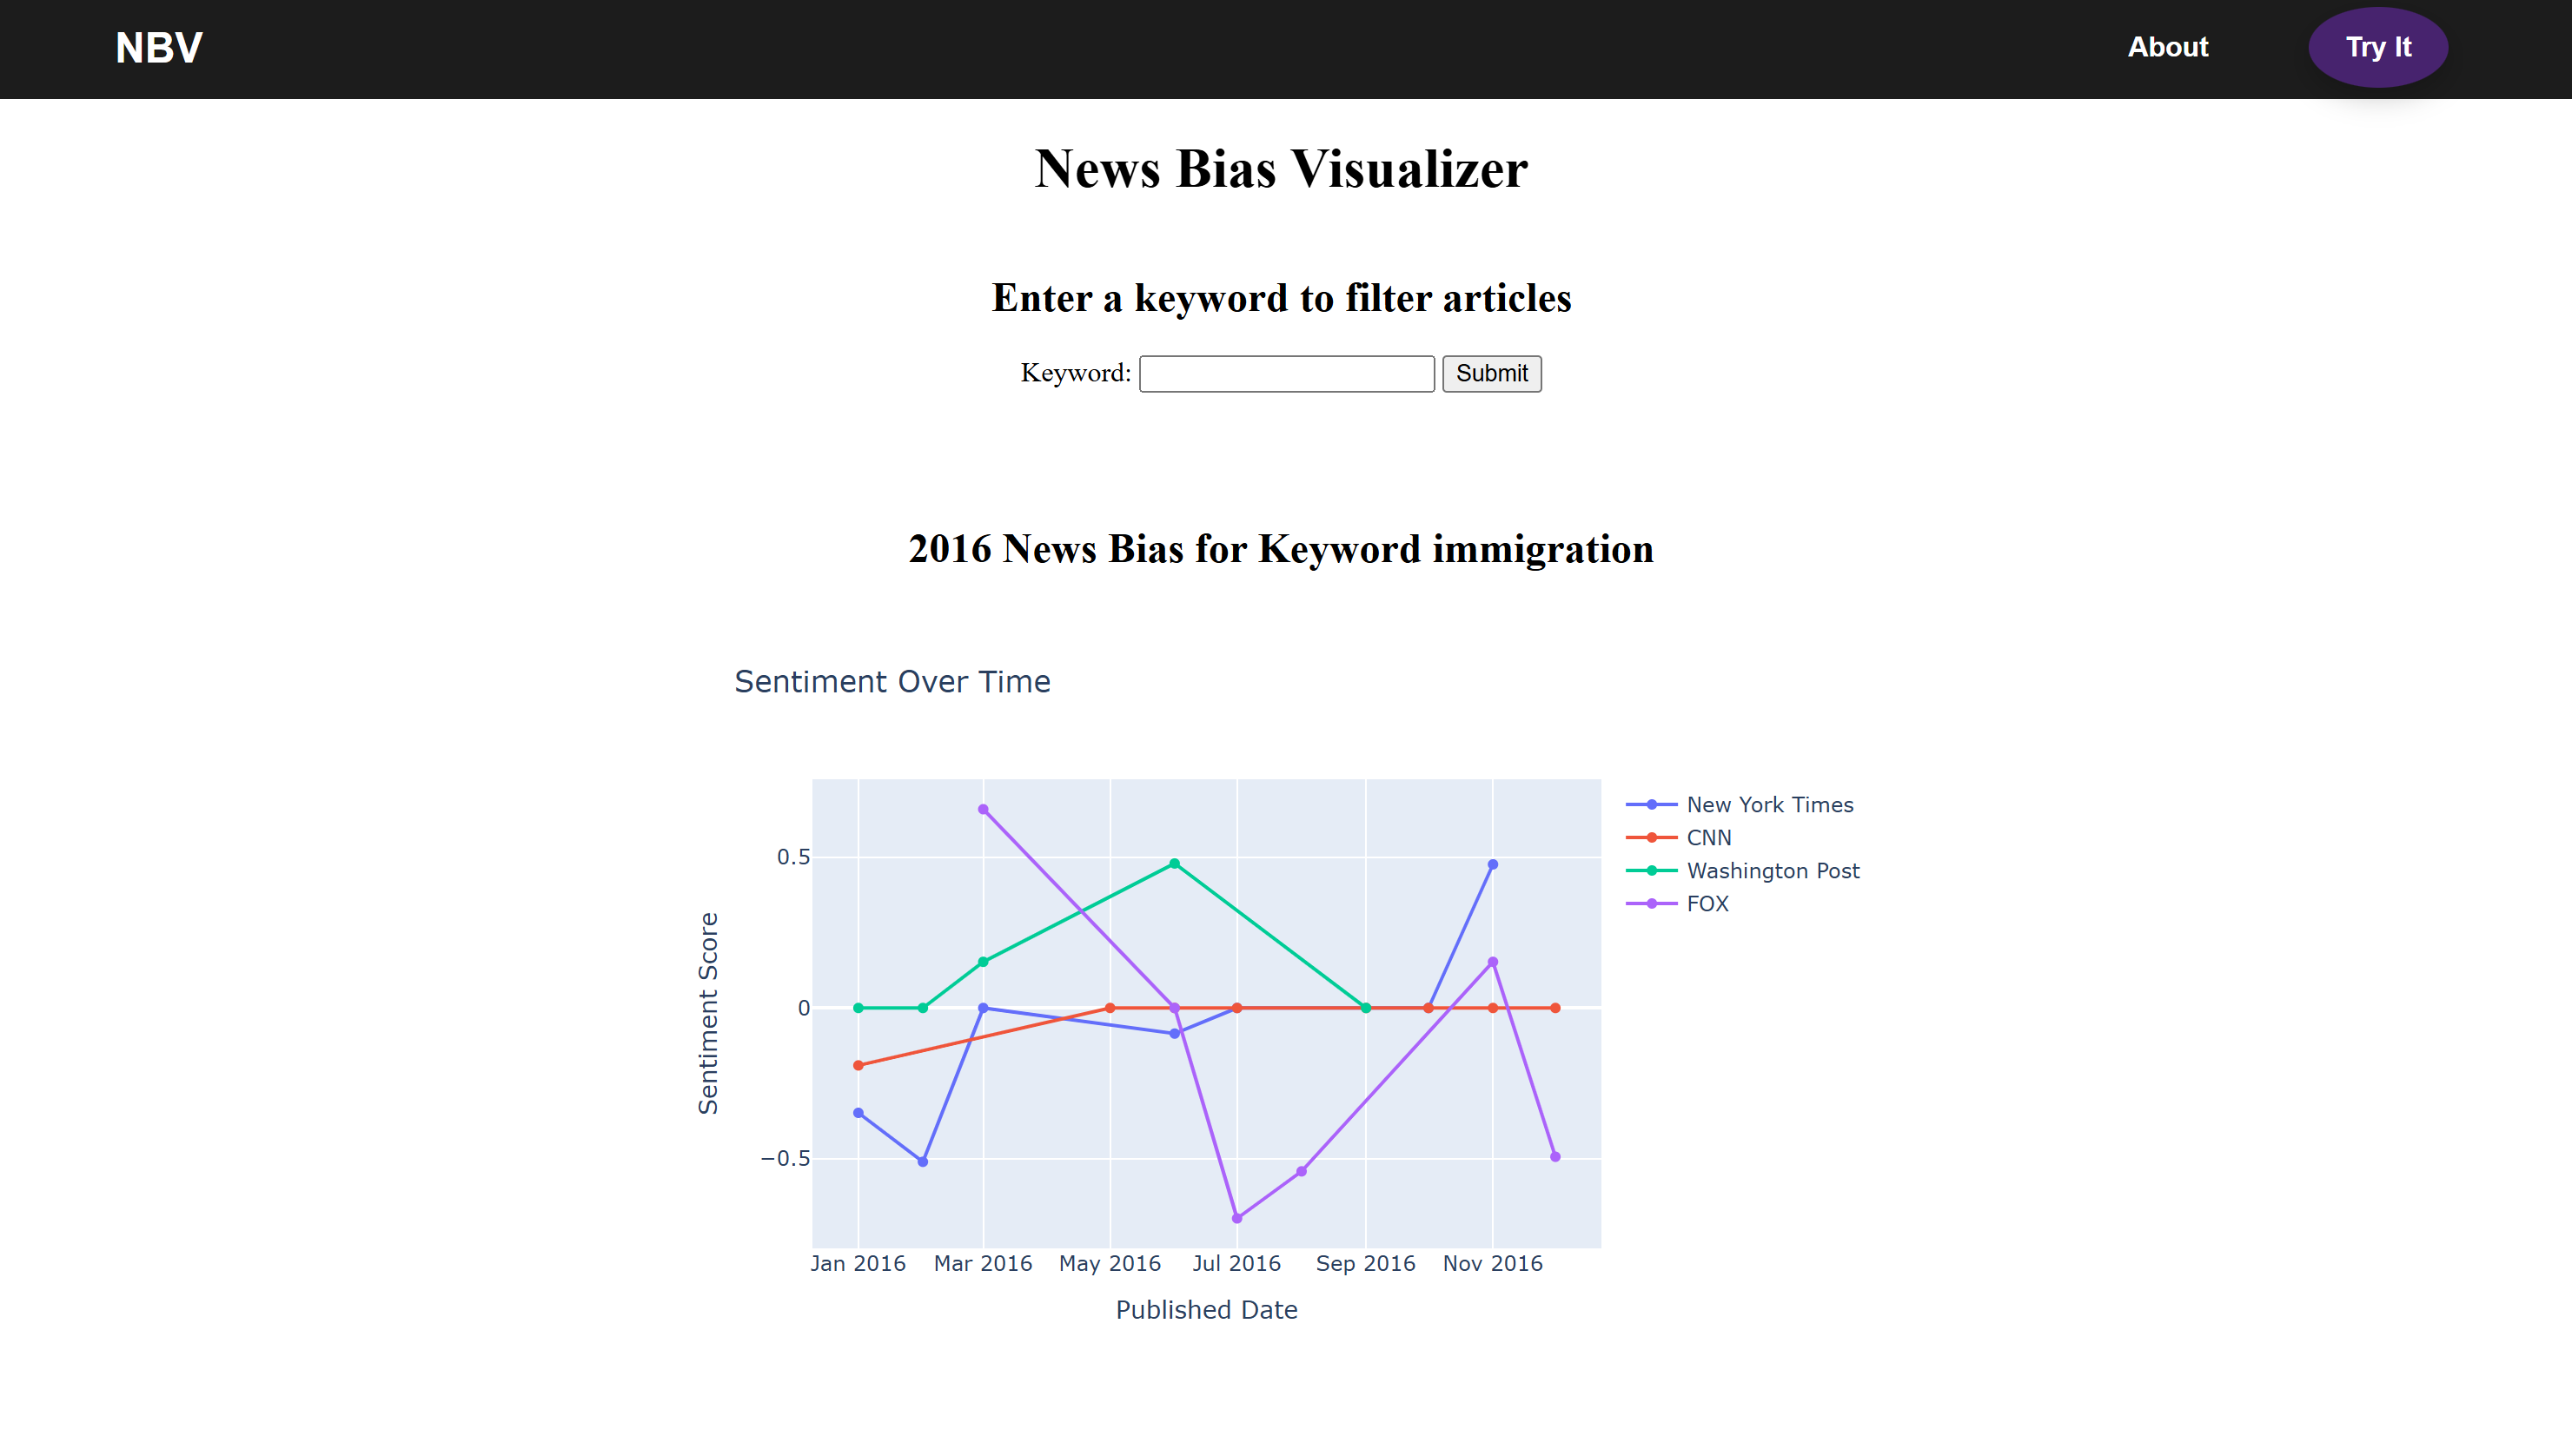 NBV
About
Try It
News Bias Visualizer
Enter a keyword to filter articles
Keyword: Submit
2016 News Bias for Keyword immigration
Sentiment Over Time
New York Times
CNN
Washington Post
FOX
0.5
0
−0.5
Sentiment Score
Jan 2016 Mar 2016 May 2016 Jul 2016 Sep 2016 Nov 2016
Published Date